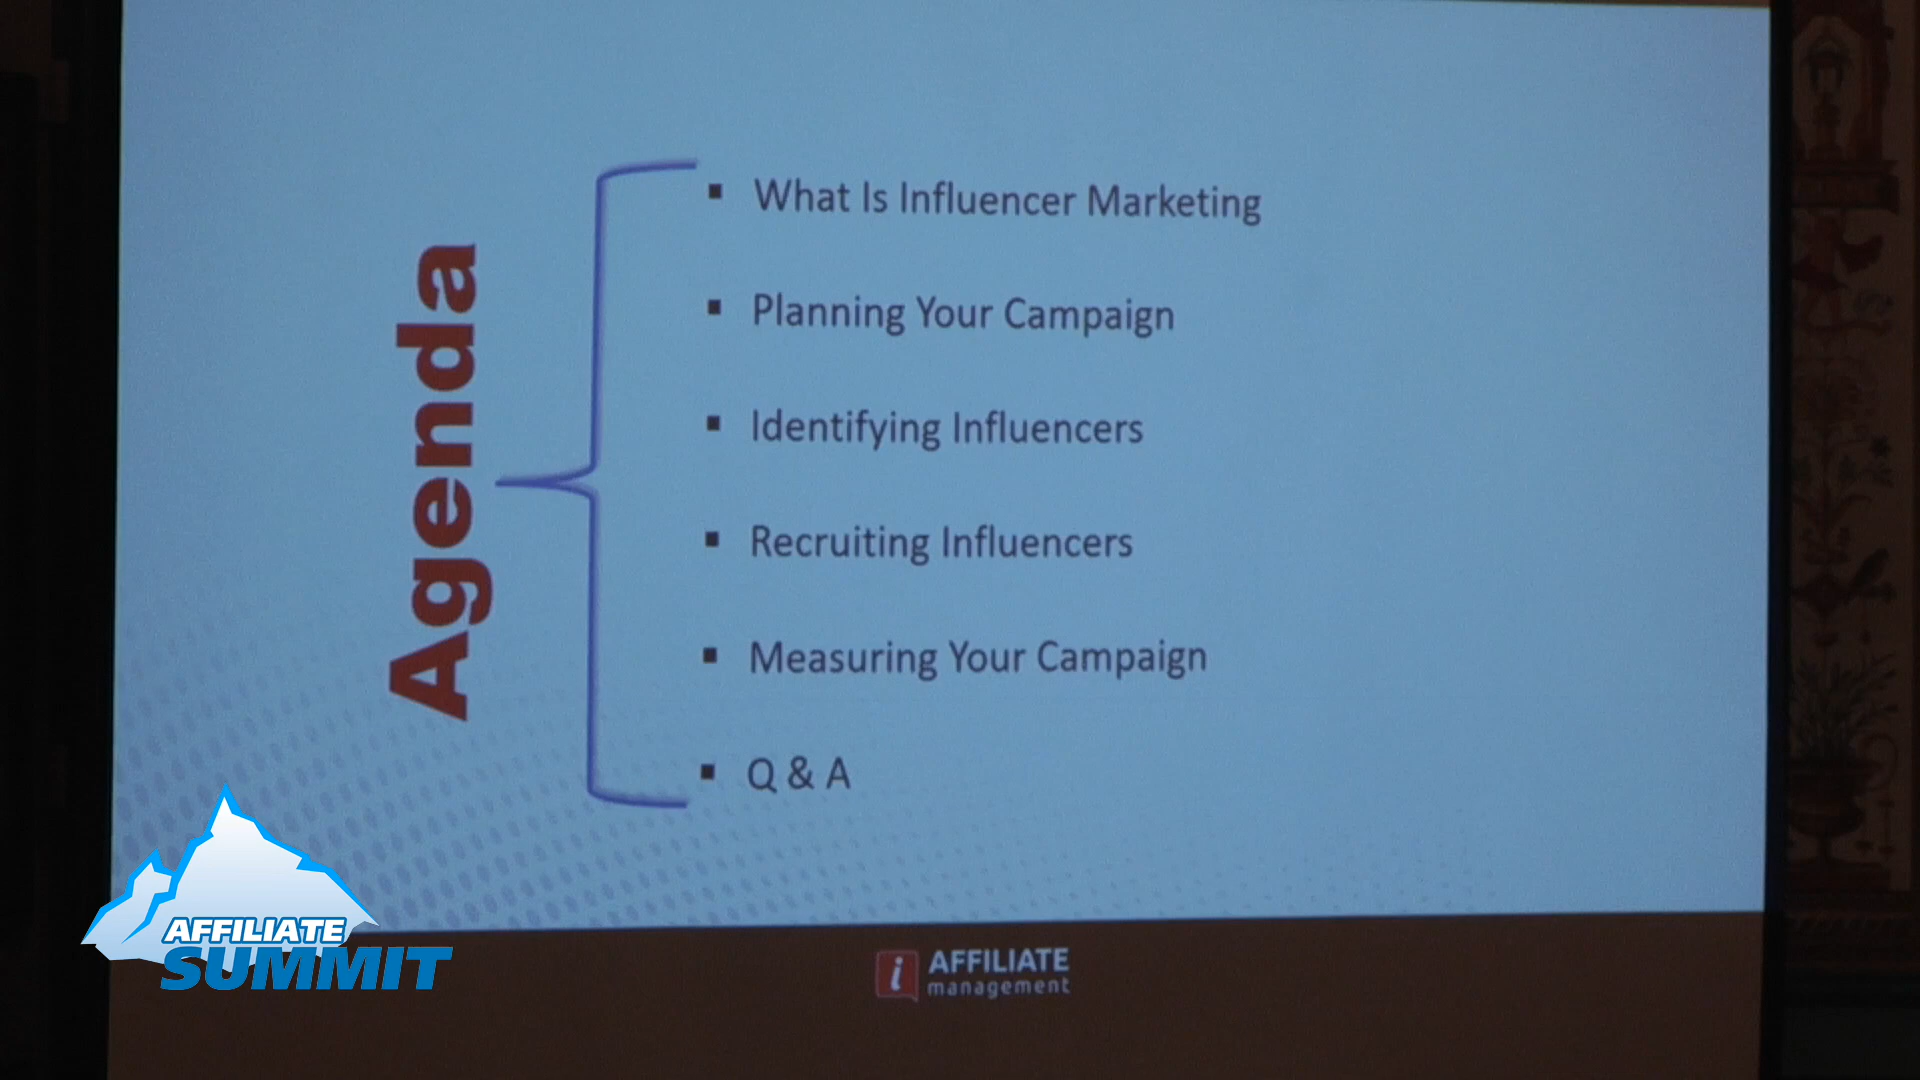 Agenda
What Is Influencer Marketing
Planning Your Campaign
Identifying Influencers
Recruiting Influencers
Measuring Your Campaign
Q & A
AFFILIATE
SUMMIT
i AFFILIATE
management